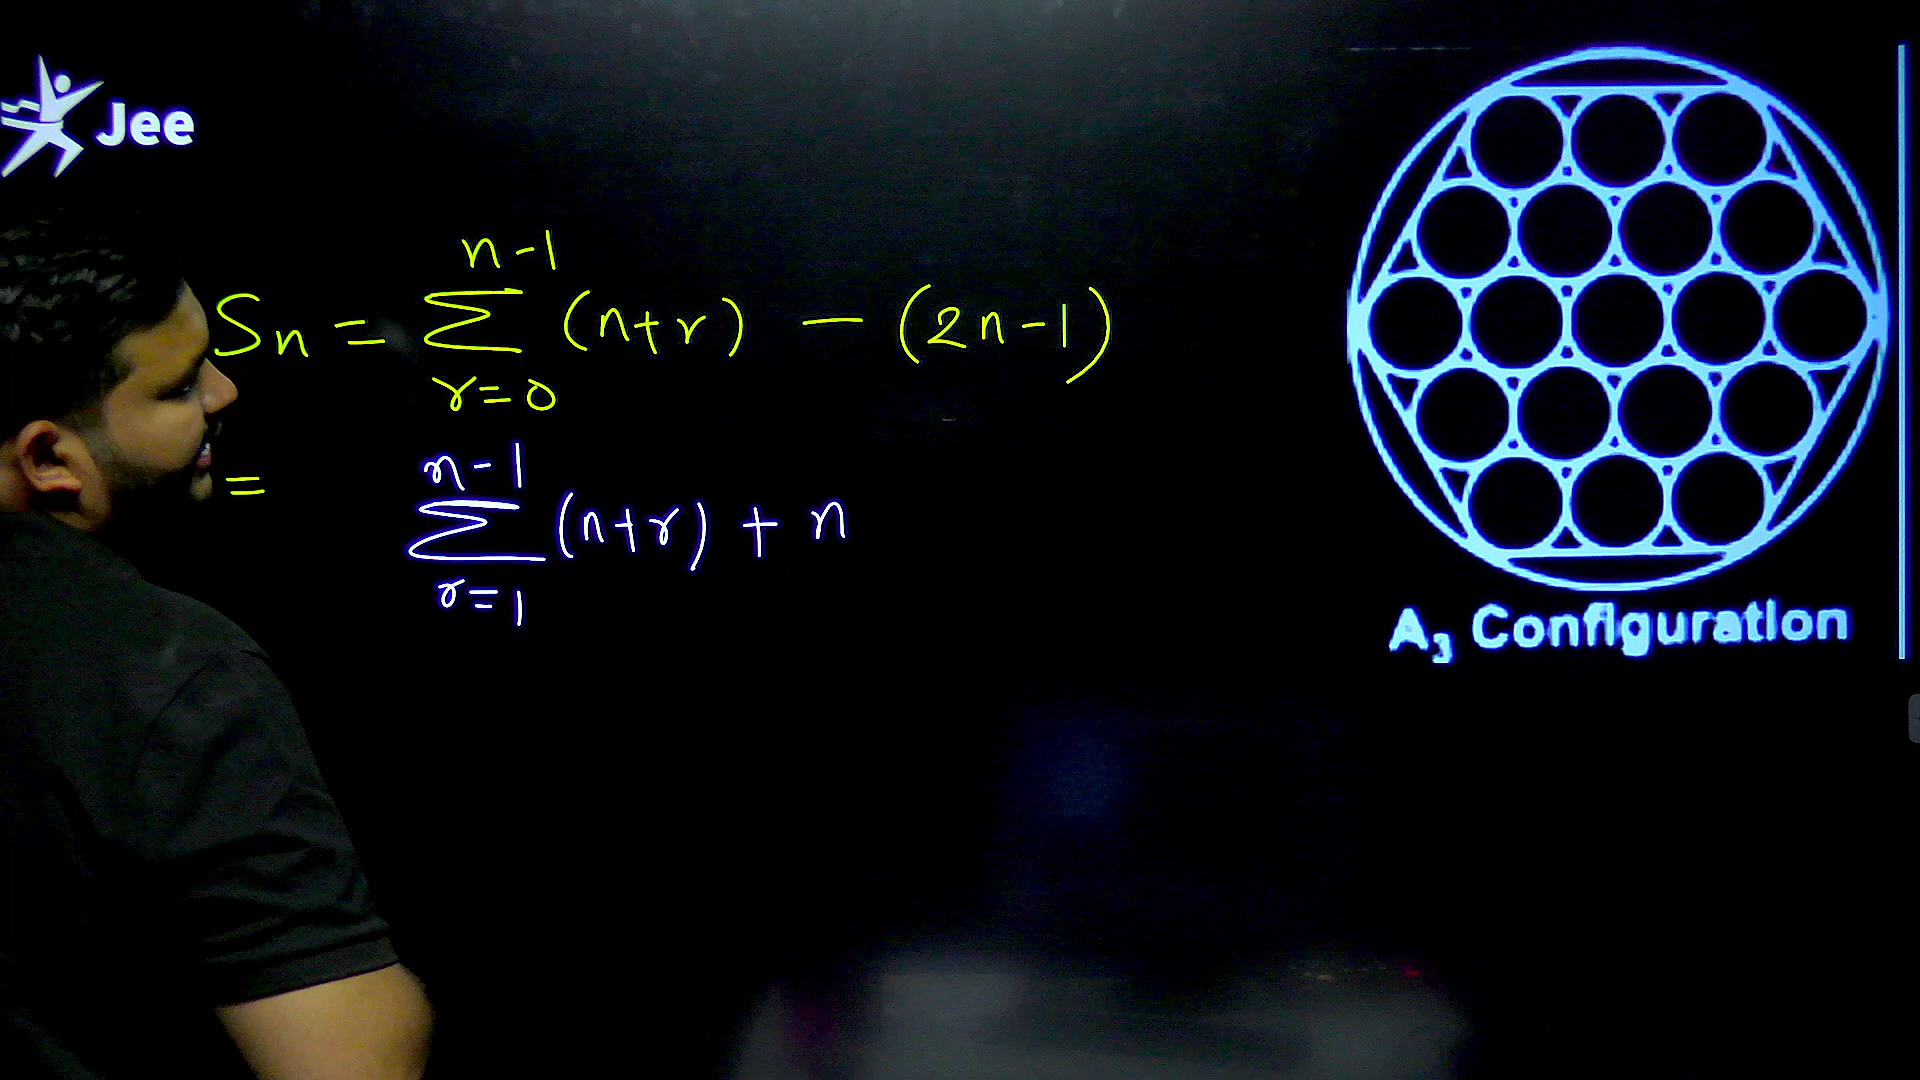 Jee
n-1
Sn = Σ (n+r) - (2n-1)
r=0
n-1
= Σ (n+r) + n
r=1
A₃ Configuration